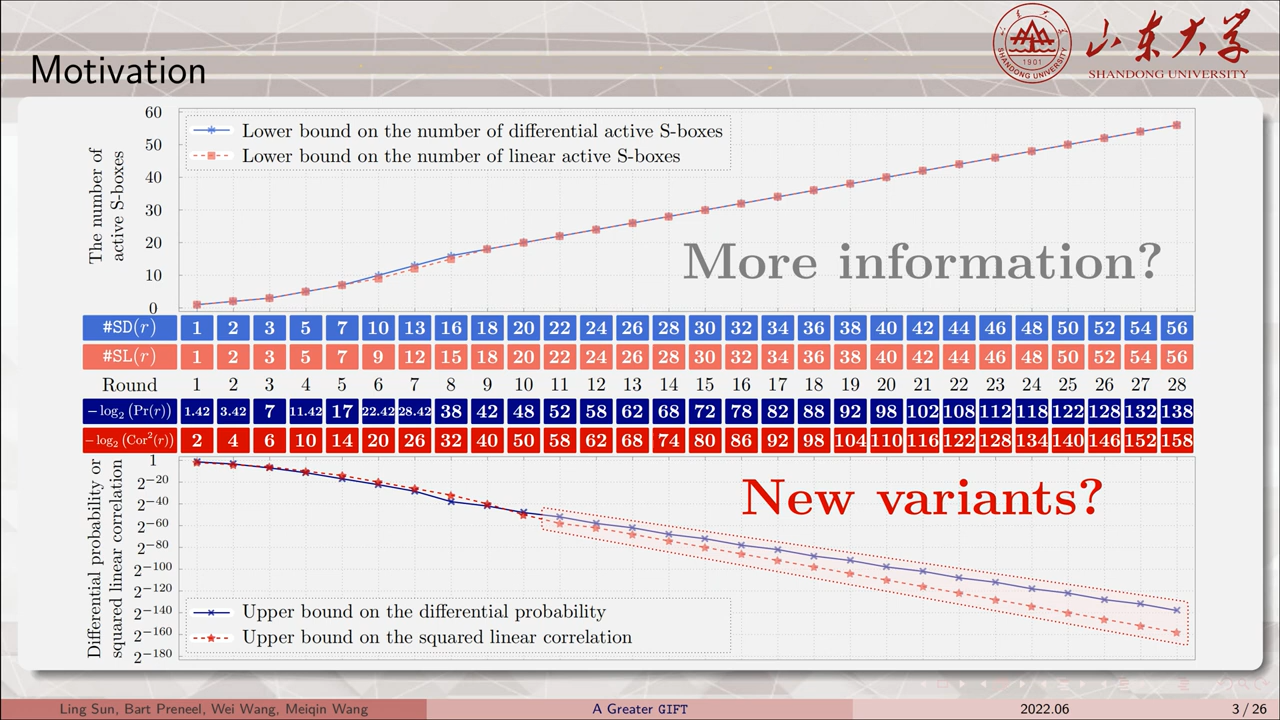 Motivation
SHANDONG UNIVERSITY
1901
山东大学
SHANDONG UNIVERSITY
The number of
active S-boxes
60
50
40
30
20
10
0
Lower bound on the number of differential active S-boxes
Lower bound on the number of linear active S-boxes
More information?
#SD(r) 1 2 3 5 7 10 13 16 18 20 22 24 26 28 30 32 34 36 38 40 42 44 46 48 50 52 54 56
#SL(r) 1 2 3 5 7 9 12 15 18 20 22 24 26 28 30 32 34 36 38 40 42 44 46 48 50 52 54 56
Round 1 2 3 4 5 6 7 8 9 10 11 12 13 14 15 16 17 18 19 20 21 22 23 24 25 26 27 28
−log₂(Pr(r)) 1.42 3.42 7 11.42 17 22.42 28.42 38 42 48 52 58 62 68 72 78 82 88 92 98 102 108 112 118 122 128 132 138
−log₂(Cor²(r)) 2 4 6 10 14 20 26 32 40 50 58 62 68 74 80 86 92 98 104 110 116 122 128 134 140 146 152 158
Differential probability or
squared linear correlation
1
2⁻²⁰
2⁻⁴⁰
2⁻⁶⁰
2⁻⁸⁰
2⁻¹⁰⁰
2⁻¹²⁰
2⁻¹⁴⁰
2⁻¹⁶⁰
2⁻¹⁸⁰
New variants?
Upper bound on the differential probability
Upper bound on the squared linear correlation
Ling Sun, Bart Preneel, Wei Wang, Meiqin Wang
A Greater GIFT
2022.06
3 / 26